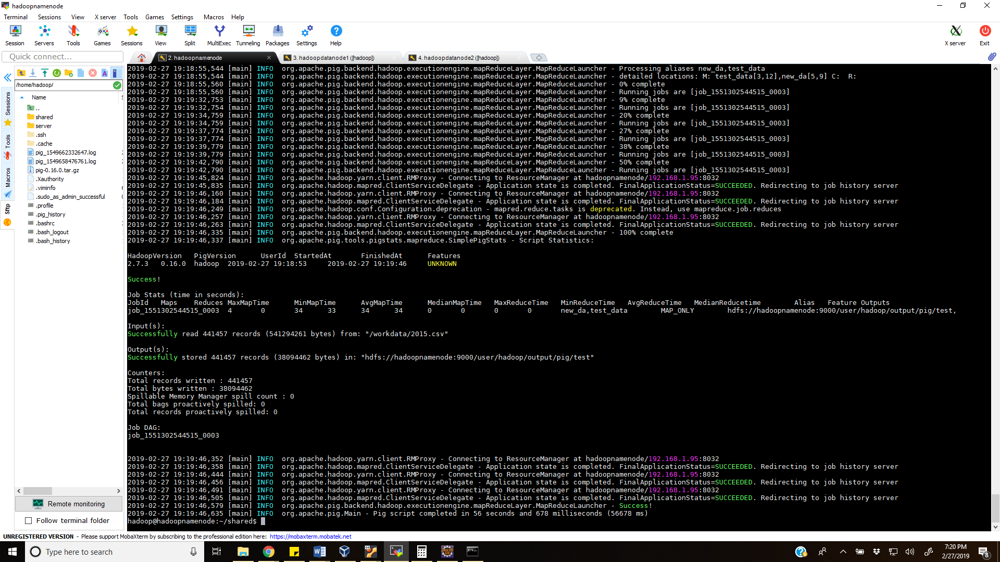 hadoopnamenode
Terminal Sessions View X server Tools Games Settings Macros Help
Session Servers Tools Games Sessions View Split MultiExec Tunneling Packages Settings Help X server Exit
Quick connect...
2. hadoopnamenode
3. hadoopdatanode1 ([hadoop])
4. hadoopdatanode2 ([hadoop])
/home/hadoop/
Name
..
shared
server
.ssh
.cache
pig_1549662332647.log
pig_1549658476761.log
pig-0.16.0.tar.gz
.Xauthority
.viminfo
.sudo_as_admin_successful
.profile
.pig_history
.bashrc
.bash_logout
.bash_history
Sessions
Tools
Macros
Sftp
Remote monitoring
Follow terminal folder
2019-02-27 19:18:55,544 [main] INFO  org.apache.pig.backend.hadoop.executionengine.mapReduceLayer.MapReduceLauncher - Processing aliases new_da,test_data
2019-02-27 19:18:55,544 [main] INFO  org.apache.pig.backend.hadoop.executionengine.mapReduceLayer.MapReduceLauncher - detailed locations: M: test_data[3,12],new_da[5,9] C:  R:
2019-02-27 19:18:55,560 [main] INFO  org.apache.pig.backend.hadoop.executionengine.mapReduceLayer.MapReduceLauncher - 0% complete
2019-02-27 19:18:55,560 [main] INFO  org.apache.pig.backend.hadoop.executionengine.mapReduceLayer.MapReduceLauncher - Running jobs are [job_1551302544515_0003]
2019-02-27 19:19:32,753 [main] INFO  org.apache.pig.backend.hadoop.executionengine.mapReduceLayer.MapReduceLauncher - 9% complete
2019-02-27 19:19:32,754 [main] INFO  org.apache.pig.backend.hadoop.executionengine.mapReduceLayer.MapReduceLauncher - Running jobs are [job_1551302544515_0003]
2019-02-27 19:19:34,759 [main] INFO  org.apache.pig.backend.hadoop.executionengine.mapReduceLayer.MapReduceLauncher - 20% complete
2019-02-27 19:19:34,759 [main] INFO  org.apache.pig.backend.hadoop.executionengine.mapReduceLayer.MapReduceLauncher - Running jobs are [job_1551302544515_0003]
2019-02-27 19:19:37,774 [main] INFO  org.apache.pig.backend.hadoop.executionengine.mapReduceLayer.MapReduceLauncher - 27% complete
2019-02-27 19:19:37,774 [main] INFO  org.apache.pig.backend.hadoop.executionengine.mapReduceLayer.MapReduceLauncher - Running jobs are [job_1551302544515_0003]
2019-02-27 19:19:39,779 [main] INFO  org.apache.pig.backend.hadoop.executionengine.mapReduceLayer.MapReduceLauncher - 38% complete
2019-02-27 19:19:39,779 [main] INFO  org.apache.pig.backend.hadoop.executionengine.mapReduceLayer.MapReduceLauncher - Running jobs are [job_1551302544515_0003]
2019-02-27 19:19:42,790 [main] INFO  org.apache.pig.backend.hadoop.executionengine.mapReduceLayer.MapReduceLauncher - 50% complete
2019-02-27 19:19:42,790 [main] INFO  org.apache.pig.backend.hadoop.executionengine.mapReduceLayer.MapReduceLauncher - Running jobs are [job_1551302544515_0003]
2019-02-27 19:19:45,824 [main] INFO  org.apache.hadoop.yarn.client.RMProxy - Connecting to ResourceManager at hadoopnamenode/192.168.1.95:8032
2019-02-27 19:19:45,835 [main] INFO  org.apache.hadoop.mapred.ClientServiceDelegate - Application state is completed. FinalApplicationStatus=SUCCEEDED. Redirecting to job history server
2019-02-27 19:19:46,160 [main] INFO  org.apache.hadoop.yarn.client.RMProxy - Connecting to ResourceManager at hadoopnamenode/192.168.1.95:8032
2019-02-27 19:19:46,184 [main] INFO  org.apache.hadoop.mapred.ClientServiceDelegate - Application state is completed. FinalApplicationStatus=SUCCEEDED. Redirecting to job history server
2019-02-27 19:19:46,249 [main] INFO  org.apache.hadoop.conf.Configuration.deprecation - mapred.reduce.tasks is deprecated. Instead, use mapreduce.job.reduces
2019-02-27 19:19:46,257 [main] INFO  org.apache.hadoop.yarn.client.RMProxy - Connecting to ResourceManager at hadoopnamenode/192.168.1.95:8032
2019-02-27 19:19:46,263 [main] INFO  org.apache.hadoop.mapred.ClientServiceDelegate - Application state is completed. FinalApplicationStatus=SUCCEEDED. Redirecting to job history server
2019-02-27 19:19:46,335 [main] INFO  org.apache.pig.backend.hadoop.executionengine.mapReduceLayer.MapReduceLauncher - 100% complete
2019-02-27 19:19:46,337 [main] INFO  org.apache.pig.tools.pigstats.mapreduce.SimplePigStats - Script Statistics:
HadoopVersion PigVersion UserId StartedAt FinishedAt Features
2.7.3 0.16.0 hadoop 2019-02-27 19:18:53 2019-02-27 19:19:46 UNKNOWN
Success!
Job Stats (time in seconds):
JobId Maps Reduces MaxMapTime MinMapTime AvgMapTime MedianMapTime MaxReduceTime MinReduceTime AvgReduceTime MedianReducetime Alias Feature Outputs
job_1551302544515_0003 4 0 34 33 34 34 0 0 0 0 new_da,test_data MAP_ONLY hdfs://hadoopnamenode:9000/user/hadoop/output/pig/test,
Input(s):
Successfully read 441457 records (541294261 bytes) from: "/workdata/2015.csv"
Output(s):
Successfully stored 441457 records (38094462 bytes) in: "hdfs://hadoopnamenode:9000/user/hadoop/output/pig/test"
Counters:
Total records written : 441457
Total bytes written : 38094462
Spillable Memory Manager spill count : 0
Total bags proactively spilled: 0
Total records proactively spilled: 0
Job DAG:
job_1551302544515_0003
2019-02-27 19:19:46,352 [main] INFO  org.apache.hadoop.yarn.client.RMProxy - Connecting to ResourceManager at hadoopnamenode/192.168.1.95:8032
2019-02-27 19:19:46,358 [main] INFO  org.apache.hadoop.mapred.ClientServiceDelegate - Application state is completed. FinalApplicationStatus=SUCCEEDED. Redirecting to job history server
2019-02-27 19:19:46,444 [main] INFO  org.apache.hadoop.yarn.client.RMProxy - Connecting to ResourceManager at hadoopnamenode/192.168.1.95:8032
2019-02-27 19:19:46,456 [main] INFO  org.apache.hadoop.mapred.ClientServiceDelegate - Application state is completed. FinalApplicationStatus=SUCCEEDED. Redirecting to job history server
2019-02-27 19:19:46,491 [main] INFO  org.apache.hadoop.yarn.client.RMProxy - Connecting to ResourceManager at hadoopnamenode/192.168.1.95:8032
2019-02-27 19:19:46,505 [main] INFO  org.apache.hadoop.mapred.ClientServiceDelegate - Application state is completed. FinalApplicationStatus=SUCCEEDED. Redirecting to job history server
2019-02-27 19:19:46,579 [main] INFO  org.apache.pig.backend.hadoop.executionengine.mapReduceLayer.MapReduceLauncher - Success!
2019-02-27 19:19:46,635 [main] INFO  org.apache.pig.Main - Pig script completed in 56 seconds and 678 milliseconds (56678 ms)
hadoop@hadoopnamenode:~/shared$
UNREGISTERED VERSION - Please support MobaXterm by subscribing to the professional edition here: https://mobaxterm.mobatek.net
Type here to search
7:20 PM
2/27/2019
8